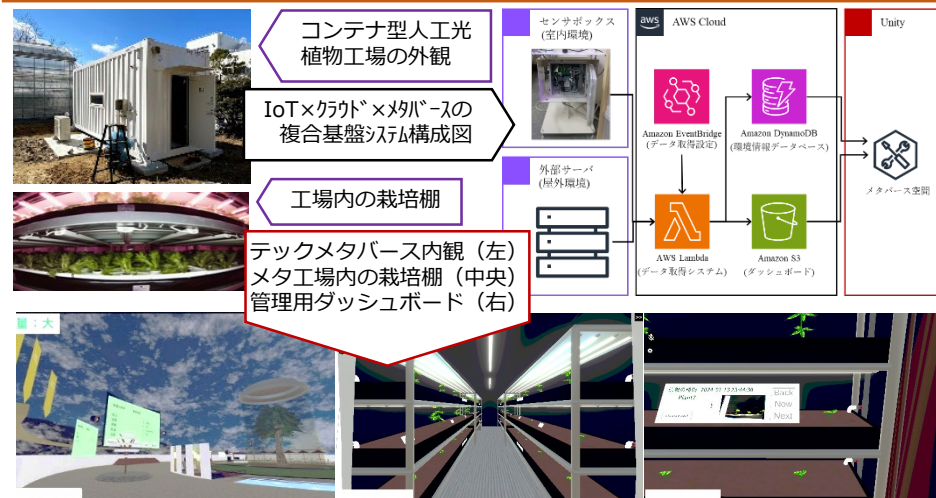 コンテナ型人工光
植物工場の外観
IoT×ｸﾗｳﾄﾞ×ﾒﾀﾊﾞｰｽの
複合基盤ｼｽﾃﾑ構成図
工場内の栽培棚
テックメタバース内観（左）
メタ工場内の栽培棚（中央）
管理用ダッシュボード（右）
センサボックス
(室内環境)
外部サーバ
(屋外環境)
aws
AWS Cloud
Amazon EventBridge
(データ取得設定)
Amazon DynamoDB
(環境情報データベース)
AWS Lambda
(データ取得システム)
Amazon S3
(ダッシュボード)
Unity
メタバース空間
量：大
Plant2
Back
Now
Next